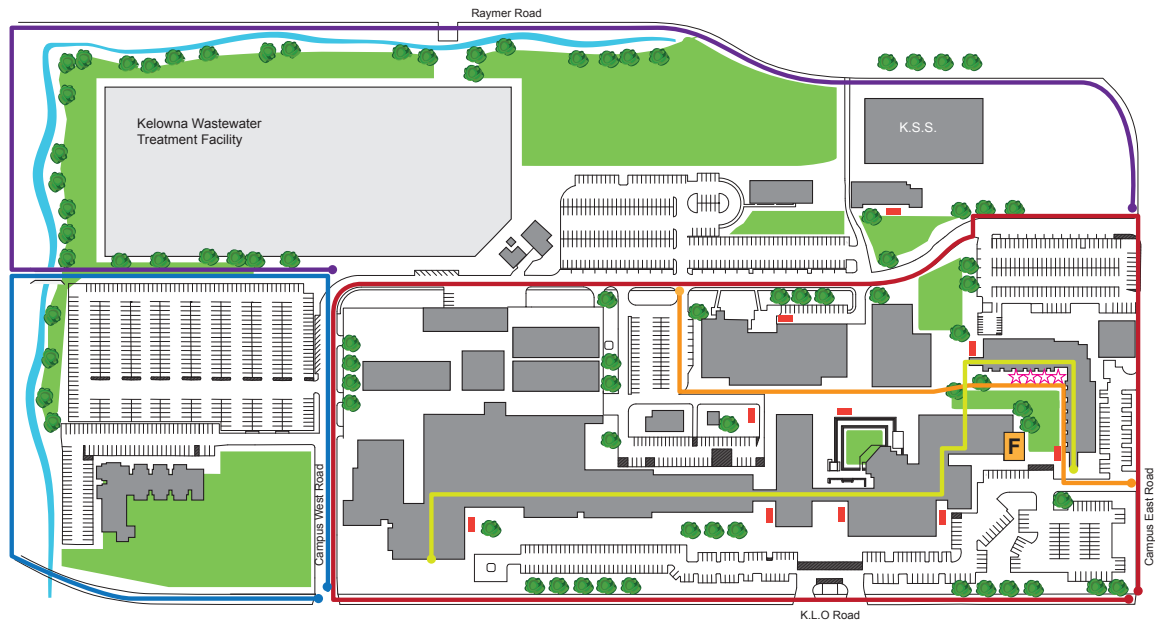 Raymer Road
Kelowna Wastewater
Treatment Facility
K.S.S.
F
Campus West Road
Campus East Road
K.L.O Road